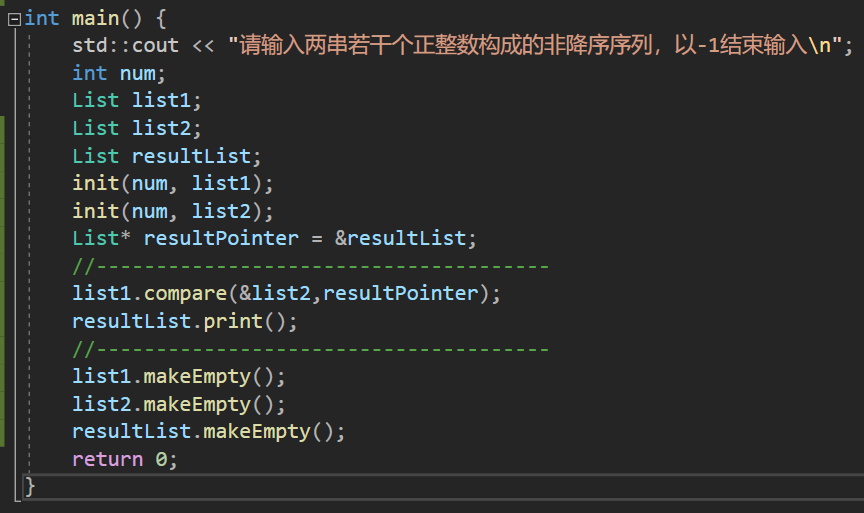 int main() {
std::cout << "请输入两串若干个正整数构成的非降序序列，以-1结束输入\n";
int num;
List list1;
List list2;
List resultList;
init(num, list1);
init(num, list2);
List* resultPointer = &resultList;
//--------------------------------------
list1.compare(&list2,resultPointer);
resultList.print();
//--------------------------------------
list1.makeEmpty();
list2.makeEmpty();
resultList.makeEmpty();
return 0;
}